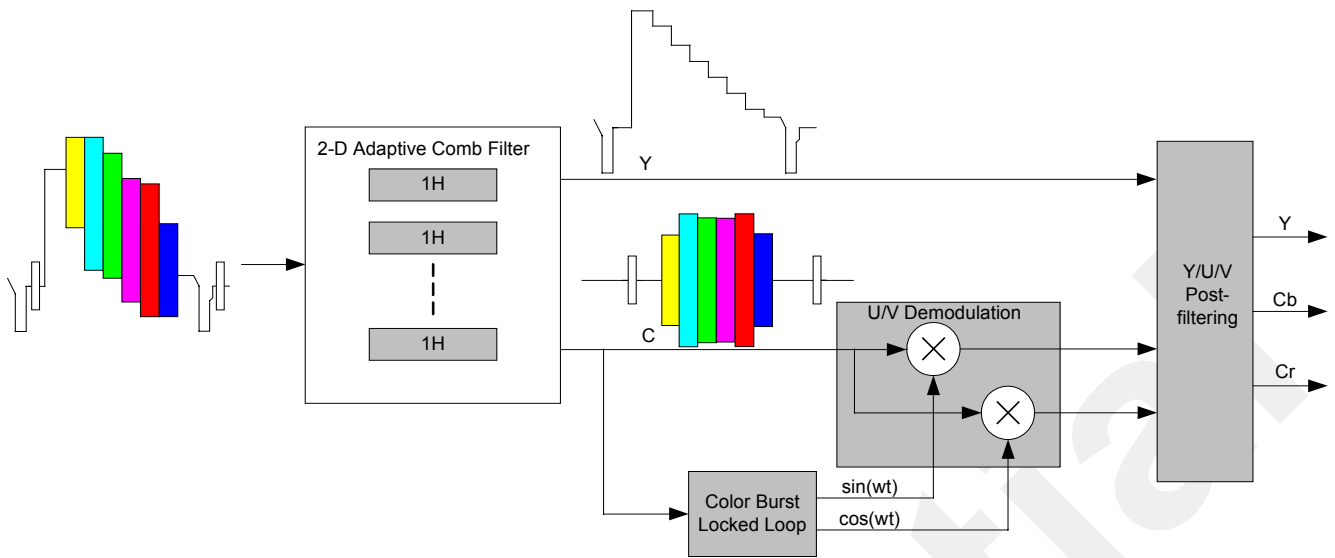 2-D Adaptive Comb Filter
1H
1H
1H
Y
C
U/V Demodulation
Color Burst
Locked Loop
sin(wt)
cos(wt)
Y/U/V
Post-
filtering
Y
Cb
Cr
tial